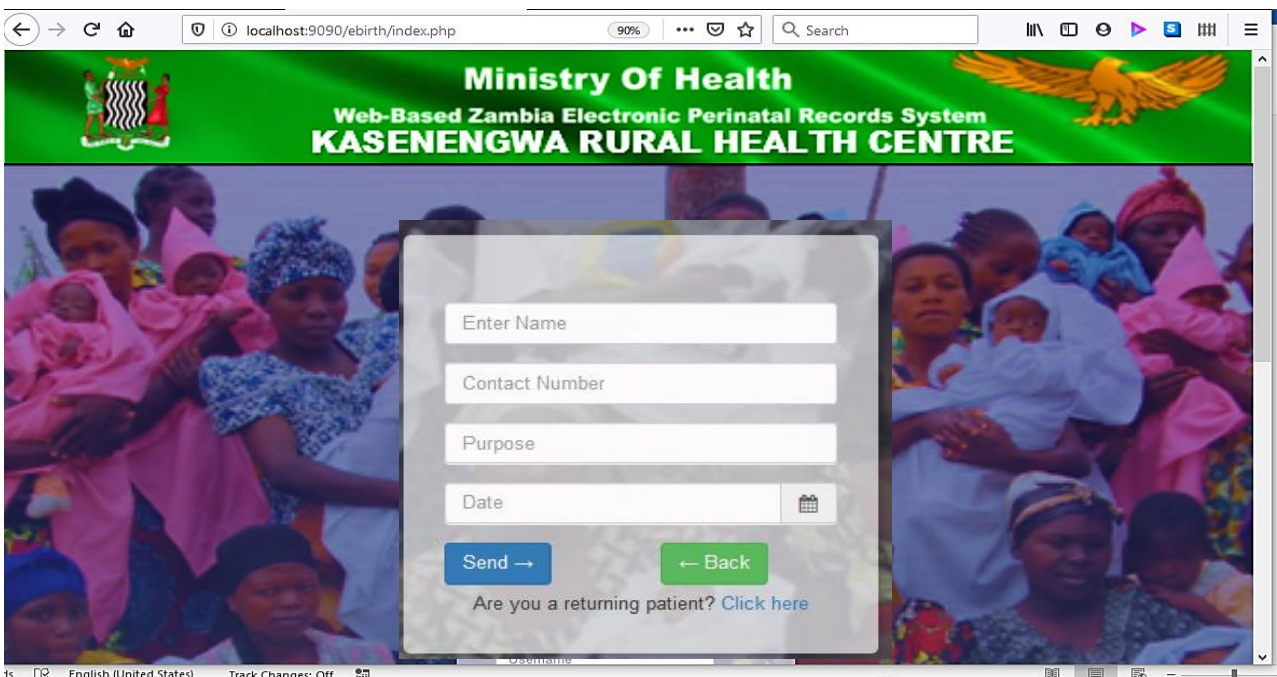 localhost:9090/ebirth/index.php
90%
Search
Ministry Of Health
Web-Based Zambia Electronic Perinatal Records System
KASENENGWA RURAL HEALTH CENTRE
Enter Name
Contact Number
Purpose
Date
Send →
← Back
Are you a returning patient? Click here
Username
English (United States)
Track Changes: Off